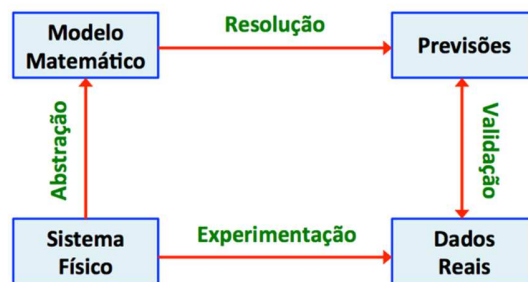 Modelo
Matemático
Resolução
Previsões
Abstração
Validação
Sistema
Físico
Experimentação
Dados
Reais